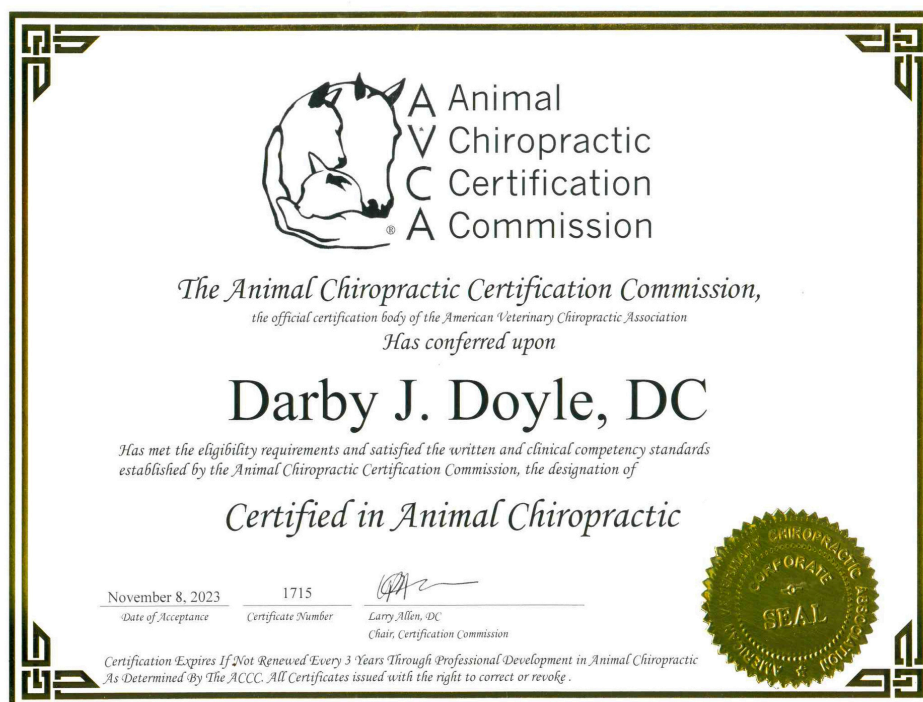 A Animal
V Chiropractic
C Certification
® A Commission
The Animal Chiropractic Certification Commission,
the official certification body of the American Veterinary Chiropractic Association
Has conferred upon
Darby J. Doyle, DC
Has met the eligibility requirements and satisfied the written and clinical competency standards
established by the Animal Chiropractic Certification Commission, the designation of
Certified in Animal Chiropractic
November 8, 2023
Date of Acceptance
1715
Certificate Number
Larry Allen, DC
Chair, Certification Commission
Certification Expires If Not Renewed Every 3 Years Through Professional Development in Animal Chiropractic
As Determined By The ACCC. All Certificates issued with the right to correct or revoke .
AMERICAN VETERINARY CHIROPRACTIC ASSOCIATION
CORPORATE
SEAL